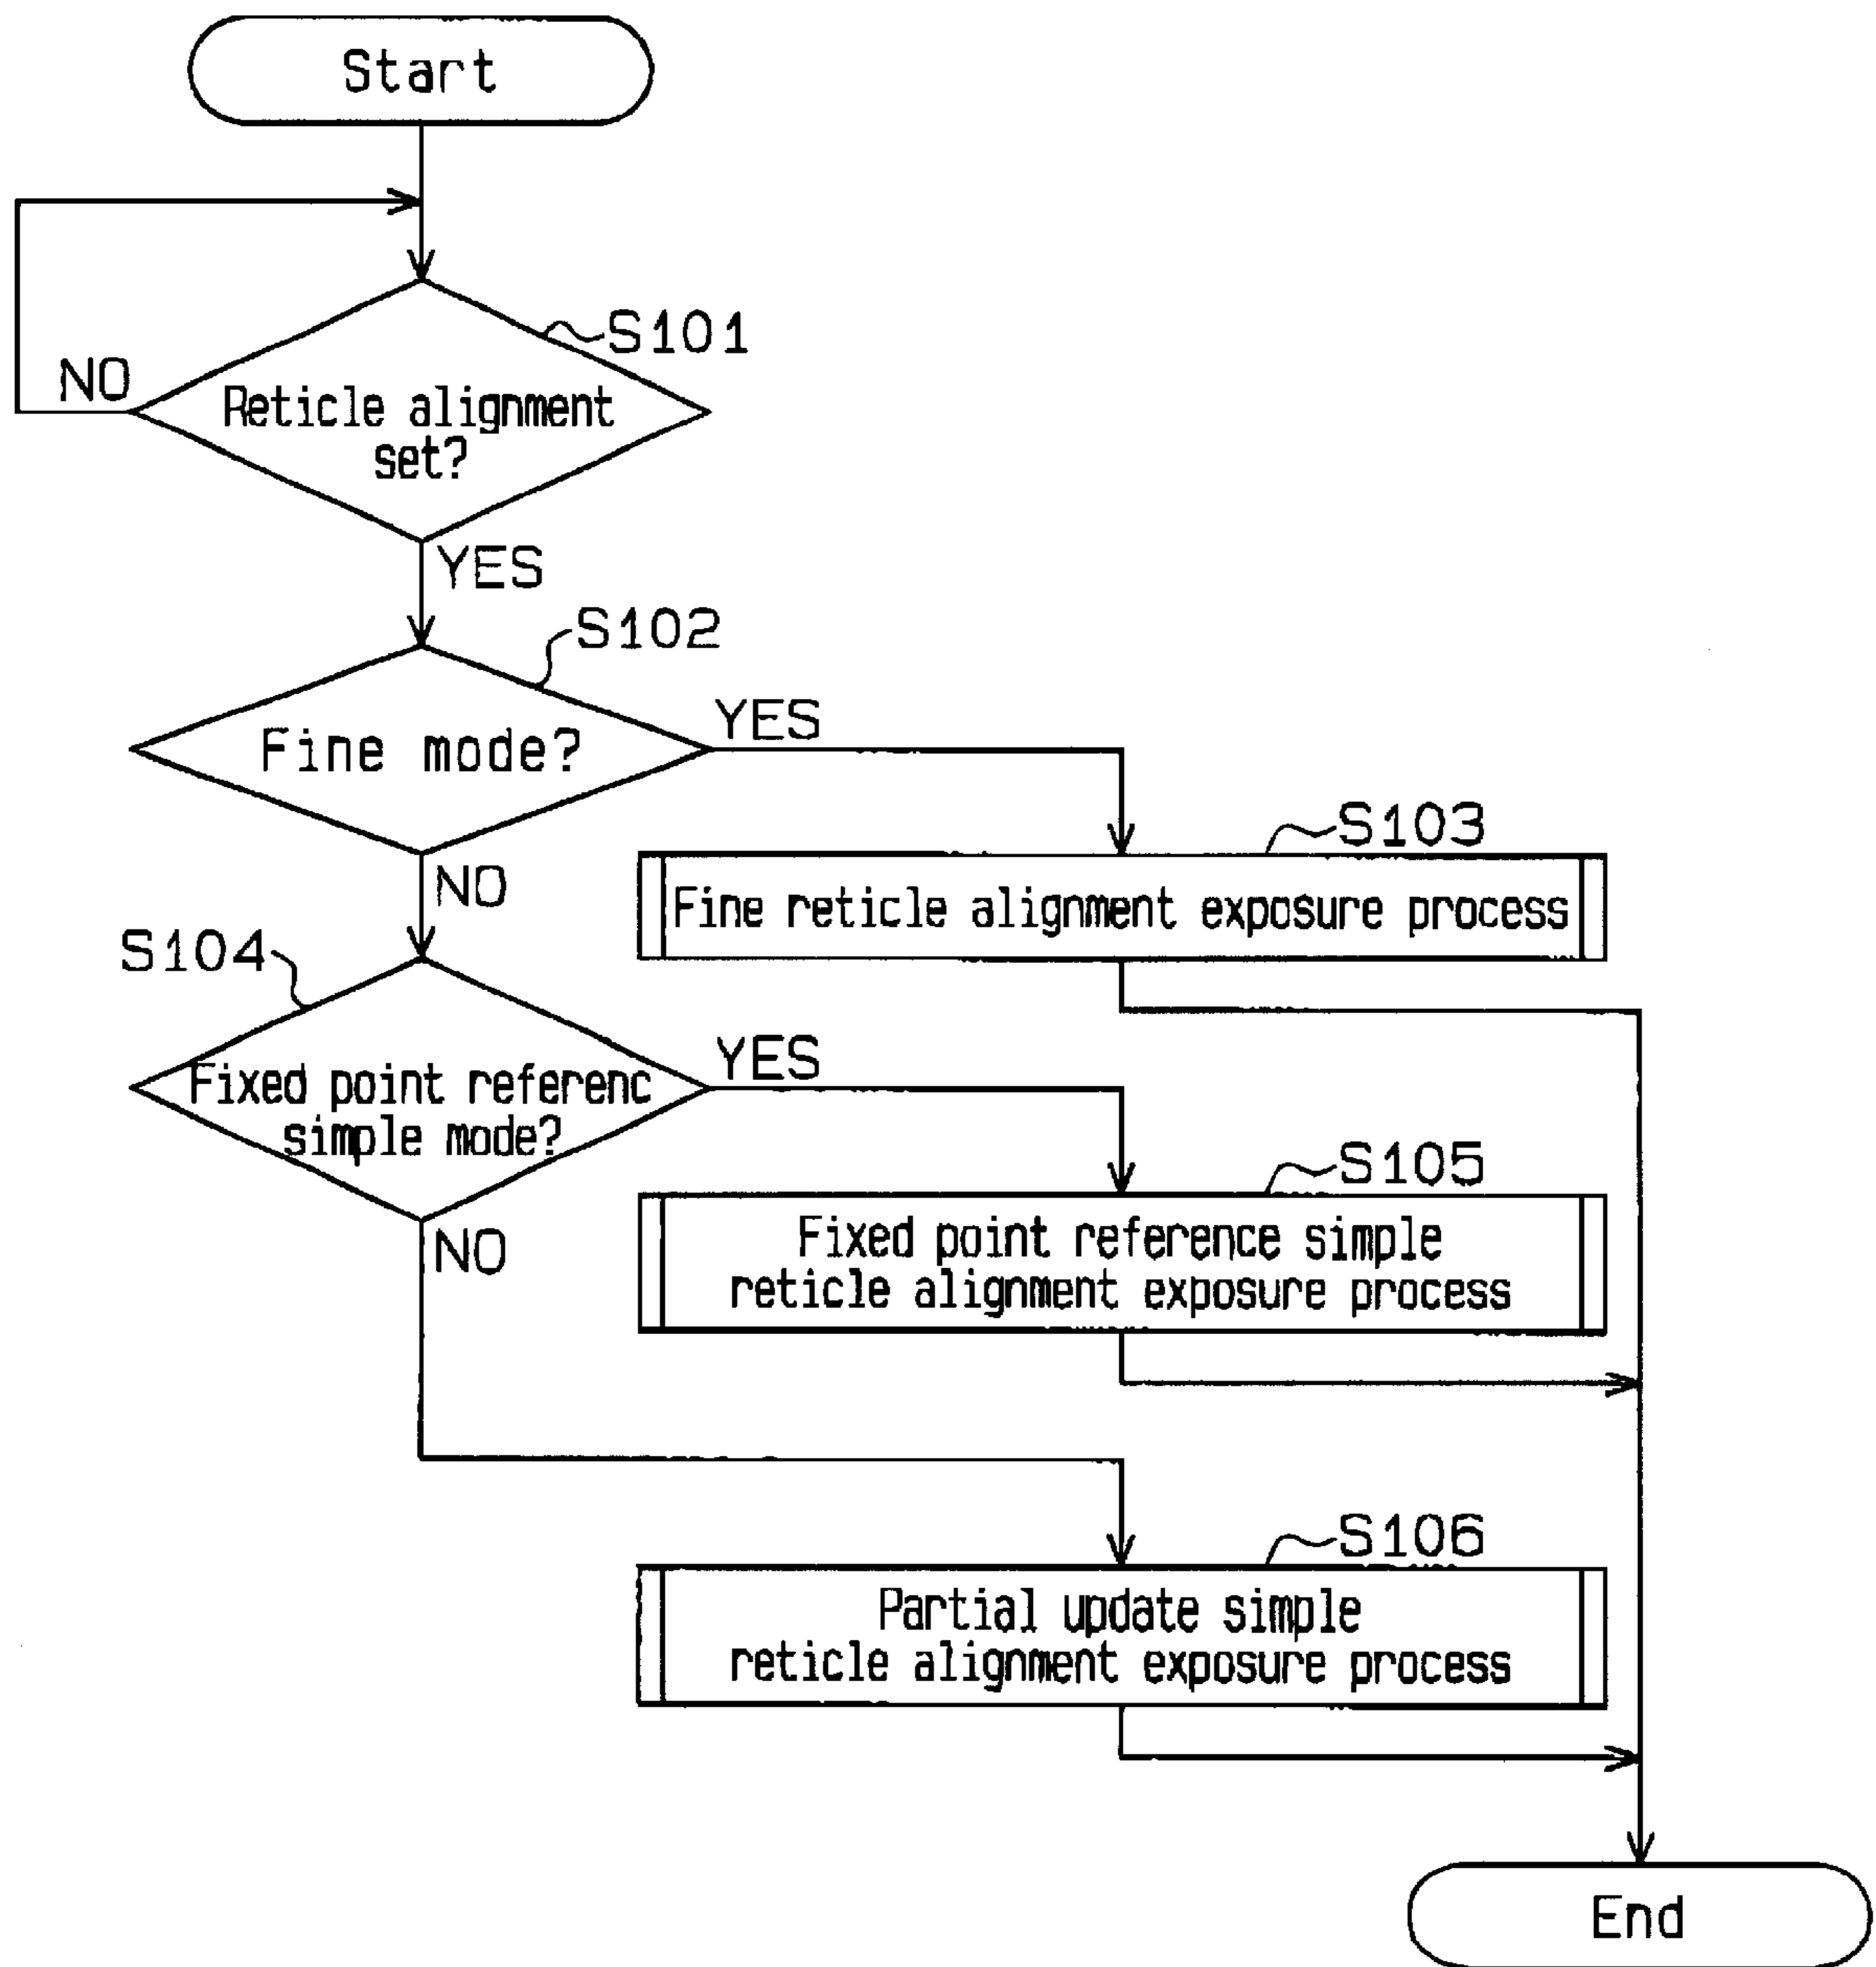 Start
S101
NO
Reticle alignment
set?
YES
S102
Fine mode?
YES
NO
S103
Fine reticle alignment exposure process
S104
Fixed point referenc
simple mode?
YES
NO
S105
Fixed point reference simple
reticle alignment exposure process
S106
Partial update simple
reticle alignment exposure process
End